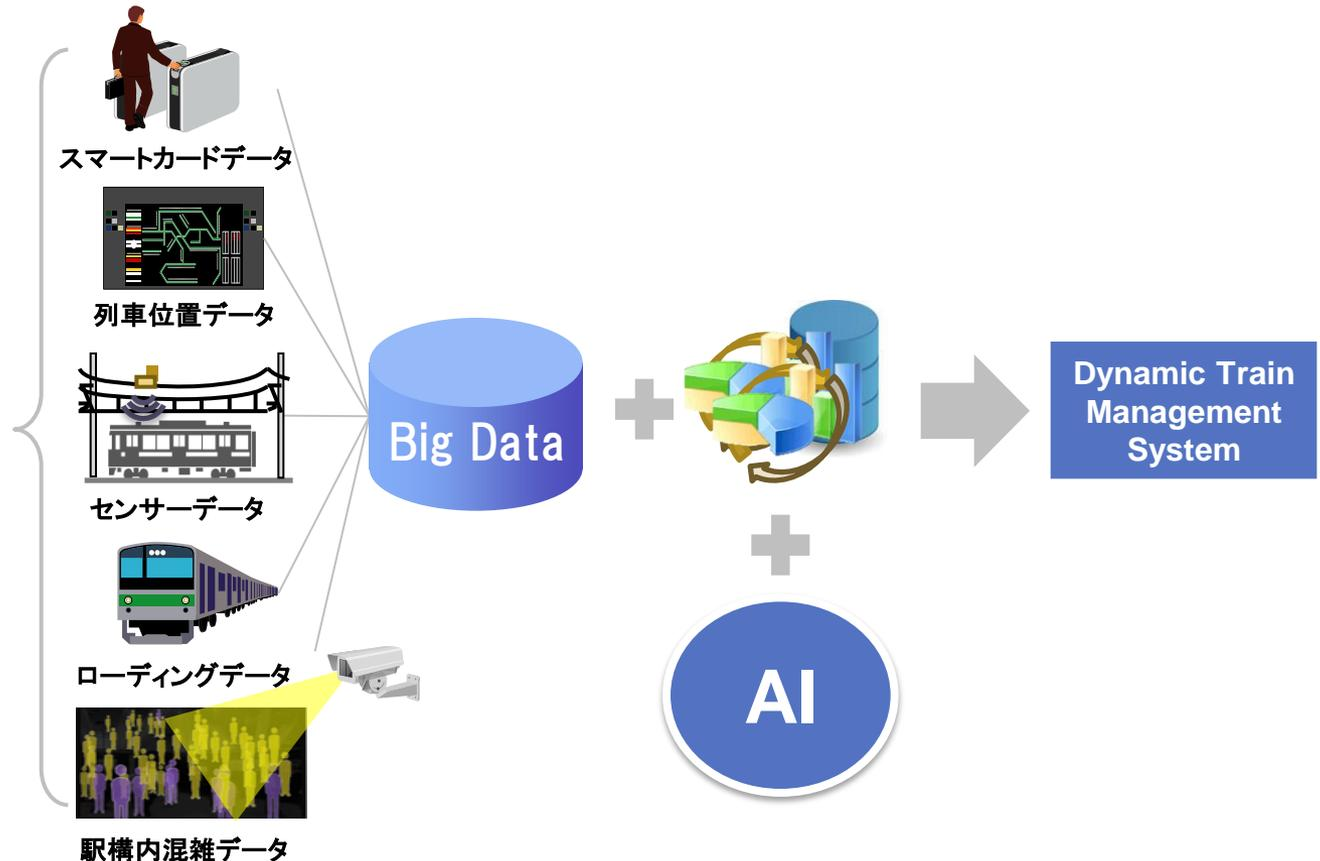 スマートカードデータ
列車位置データ
センサーデータ
ローディングデータ
駅構内混雑データ
Big Data
AI
Dynamic Train
Management
System